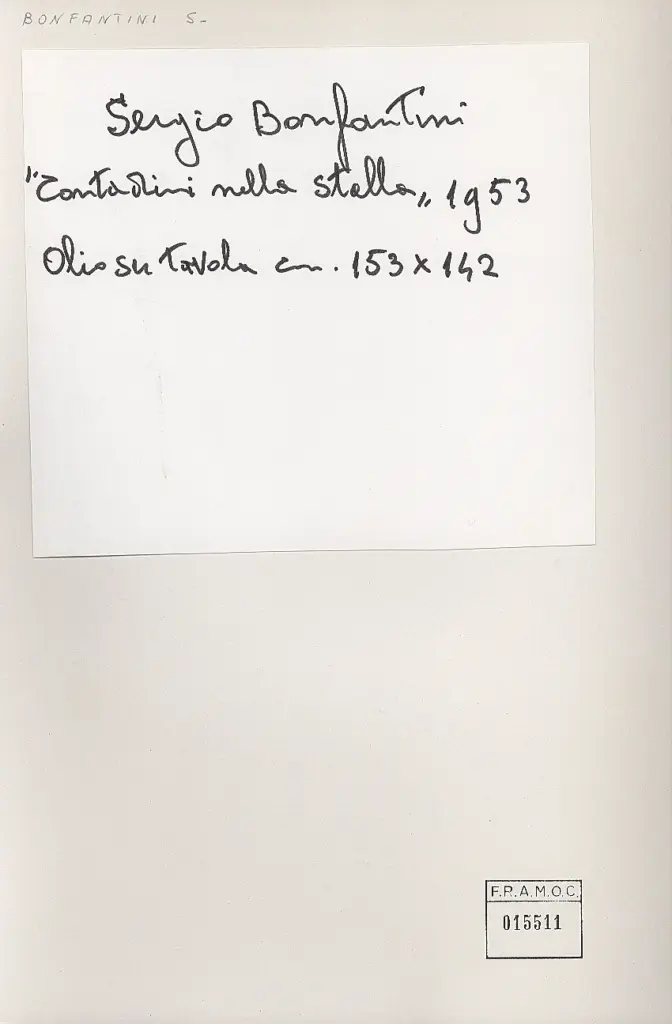 BONFANTINI S-
Sergio Bonfantini
"Contadini nella stalla", 1953
Olio su tavola cm. 153 x 142
F.R.A.M.O.C.
015511